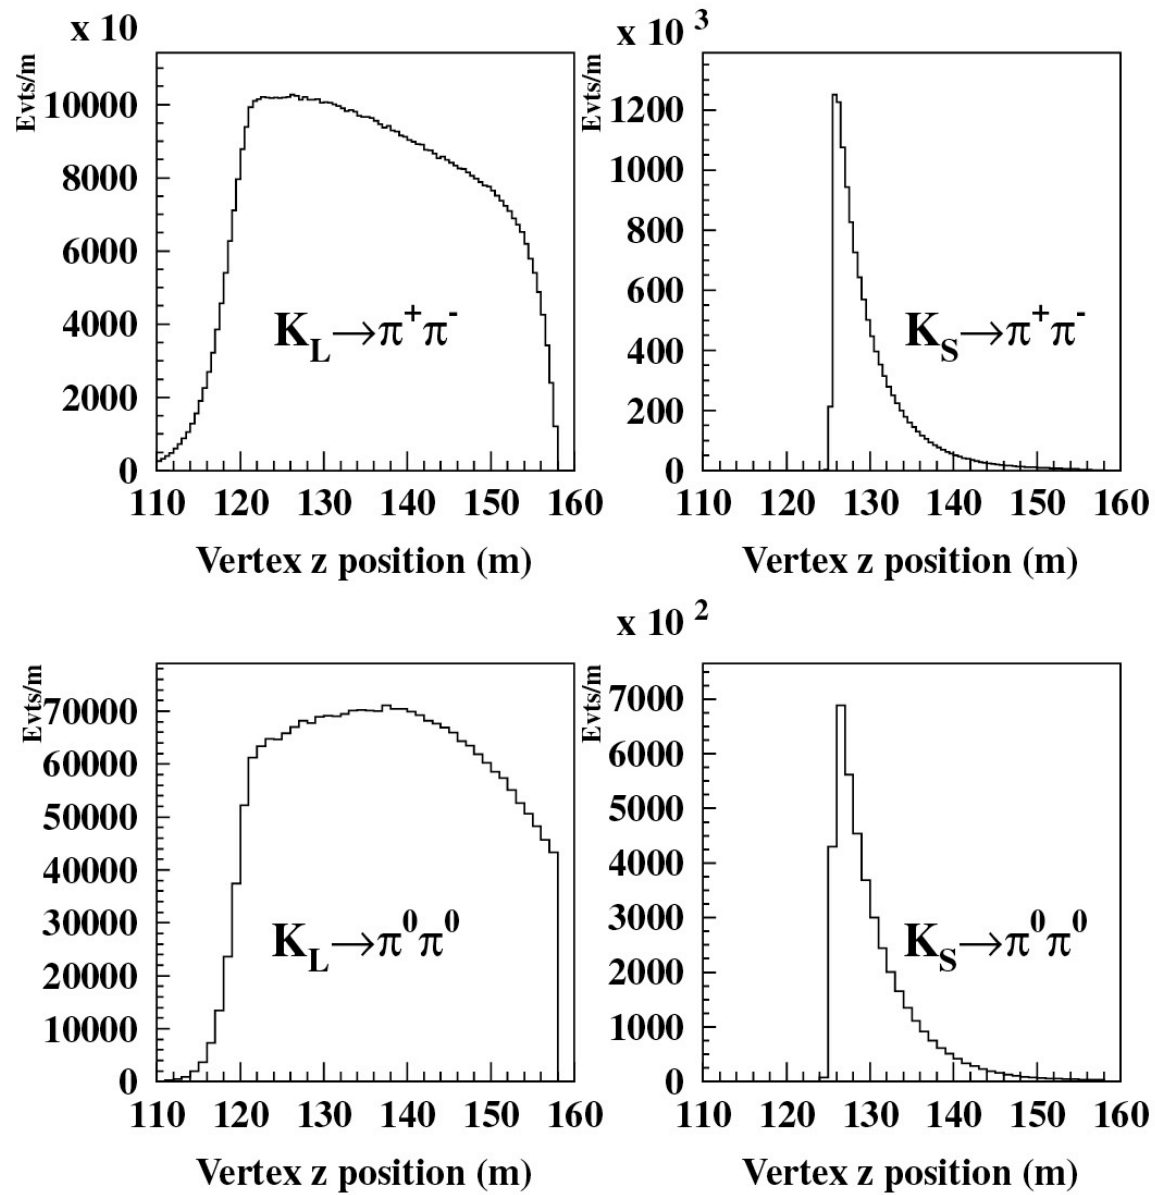 x 10
Evts/m
10000
8000
6000
4000
2000
0
K_L→π⁺π⁻
110 120 130 140 150 160
Vertex z position (m)
x 10 ³
Evts/m
1200
1000
800
600
400
200
0
K_S→π⁺π⁻
110 120 130 140 150 160
Vertex z position (m)
Evts/m
70000
60000
50000
40000
30000
20000
10000
0
K_L→π⁰π⁰
110 120 130 140 150 160
Vertex z position (m)
x 10 ²
Evts/m
7000
6000
5000
4000
3000
2000
1000
0
K_S→π⁰π⁰
110 120 130 140 150 160
Vertex z position (m)